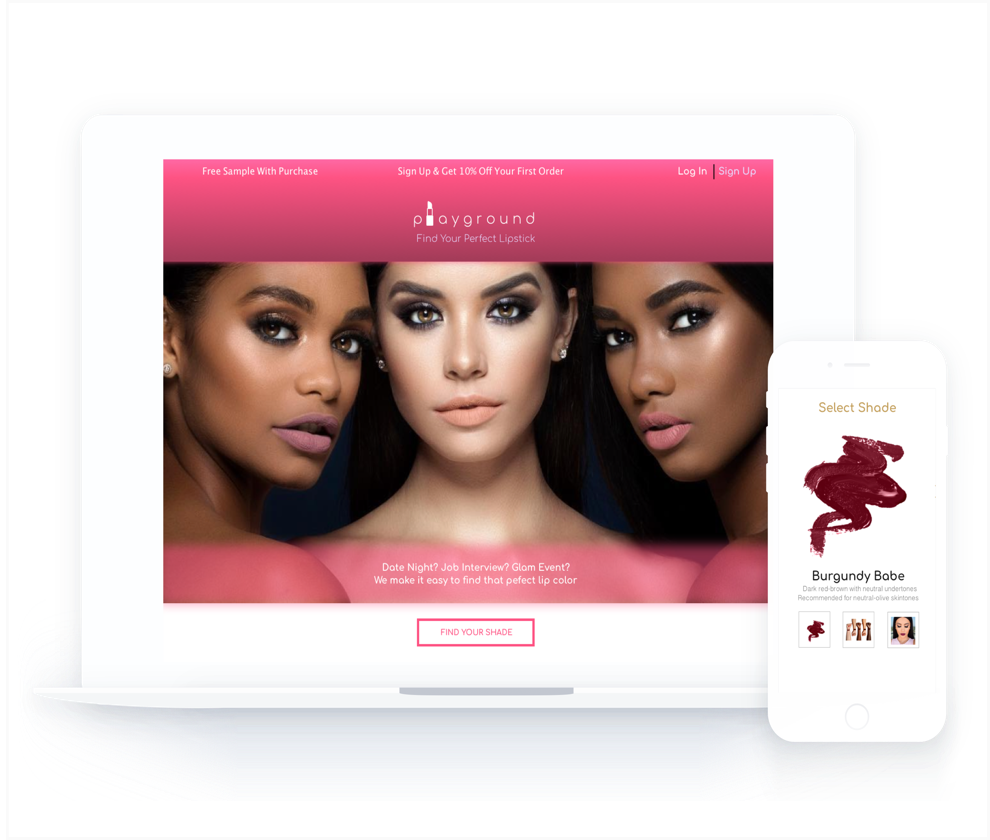 Free Sample With Purchase
Sign Up & Get 10% Off Your First Order
Log In | Sign Up
playground
Find Your Perfect Lipstick
Date Night? Job Interview? Glam Event?
We make it easy to find that pefect lip color
FIND YOUR SHADE
Select Shade
Burgundy Babe
Dark red-brown with neutral undertones
Recommended for neutral-olive skintones